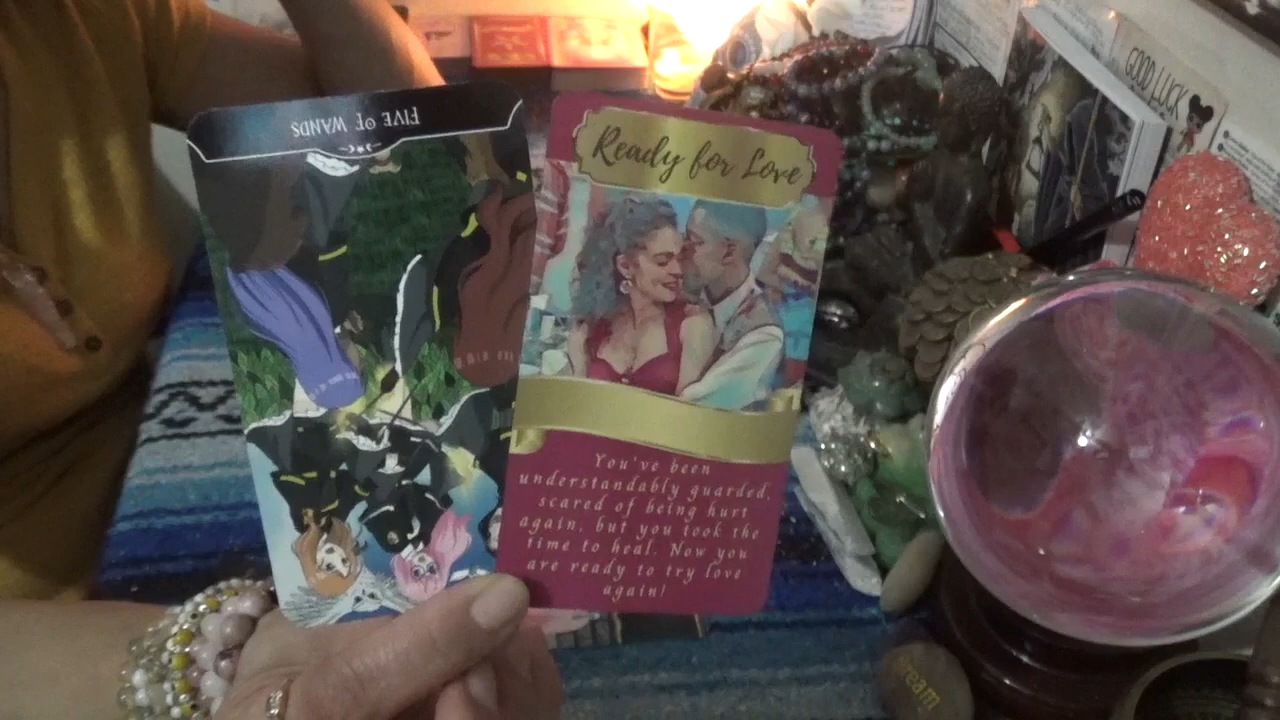 FIVE OF WANDS
Ready for Love
You've been
understandably guarded,
scared of being hurt
again, but you took the
time to heal. Now you
are ready to try love
again!
GOOD LUCK
Dream